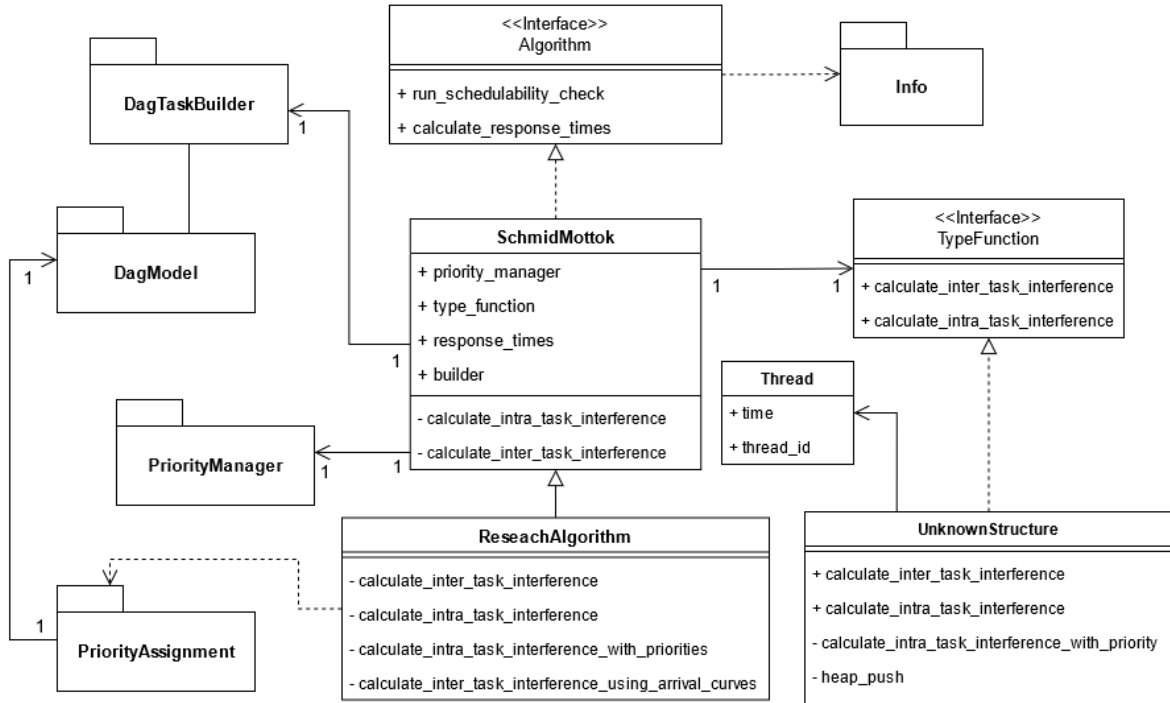 <<Interface>>
Algorithm
+ run_schedulability_check
+ calculate_response_times
Info
DagTaskBuilder
1
DagModel
1
SchmidMottok
+ priority_manager
+ type_function
+ response_times
+ builder
- calculate_intra_task_interference
- calculate_inter_task_interference
1
1
1
1
1
<<Interface>>
TypeFunction
+ calculate_inter_task_interference
+ calculate_intra_task_interference
Thread
+ time
+ thread_id
PriorityManager
ReseachAlgorithm
- calculate_inter_task_interference
- calculate_intra_task_interference
- calculate_intra_task_interference_with_priorities
- calculate_inter_task_interference_using_arrival_curves
UnknownStructure
+ calculate_inter_task_interference
+ calculate_intra_task_interference
- calculate_intra_task_interference_with_priority
- heap_push
1
PriorityAssignment